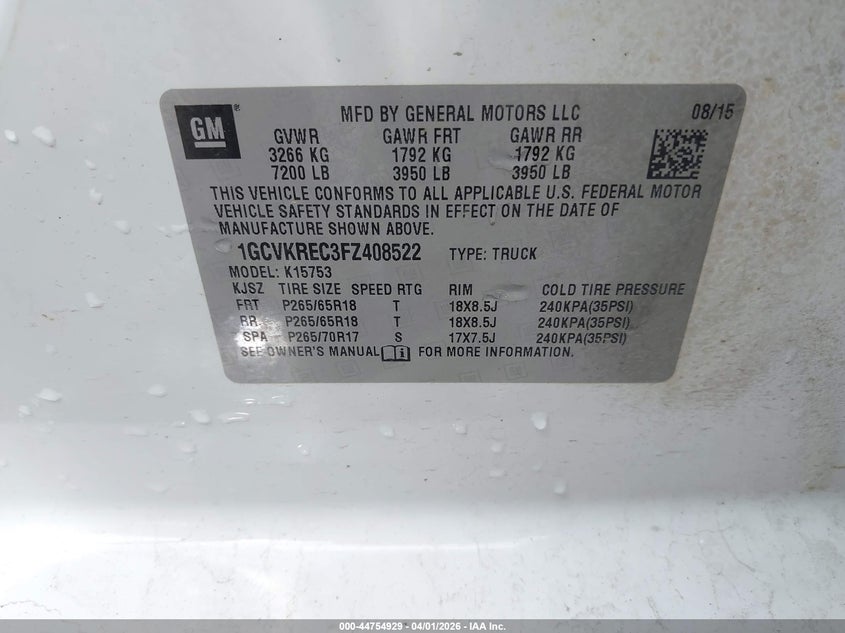 GM®
MFD BY GENERAL MOTORS LLC 08/15
GVWR GAWR FRT GAWR RR
3266 KG 1792 KG 1792 KG
7200 LB 3950 LB 3950 LB
THIS VEHICLE CONFORMS TO ALL APPLICABLE U.S. FEDERAL MOTOR
VEHICLE SAFETY STANDARDS IN EFFECT ON THE DATE OF
MANUFACTURE SHOWN ABOVE.
1GCVKREC3FZ408522 TYPE: TRUCK
MODEL: K15753
KJSZ TIRE SIZE SPEED RTG RIM COLD TIRE PRESSURE
FRT P265/65R18 T 18X8.5J 240KPA(35PSI)
RR P265/65R18 T 18X8.5J 240KPA(35PSI)
SPA P265/70R17 S 17X7.5J 240KPA(35PSI)
SEE OWNER'S MANUAL FOR MORE INFORMATION.
000-44754929 - 04/01/2026 - IAA Inc.